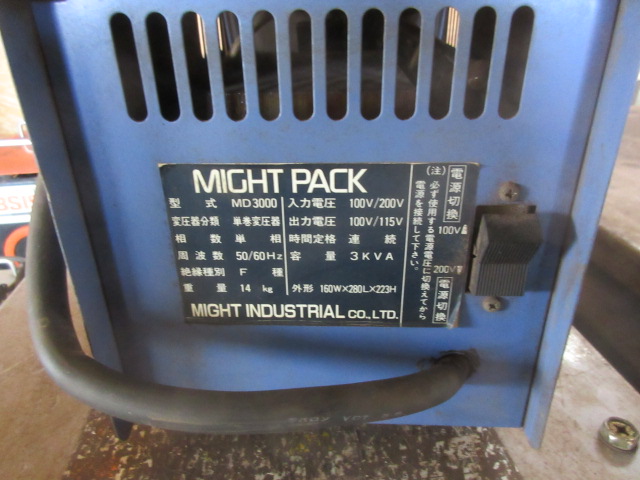 MIGHT PACK
型式 MD3000 入力電圧 100V/200V
変圧器分類 単巻変圧器 出力電圧 100V/115V
相数 単相 時間定格 連続
周波数 50/60Hz 容量 3KVA
絶縁種別 F種
重量 14kg 外形 160W×280L×223H
MIGHT INDUSTRIAL CO., LTD.
(注)必ず使用する電源電圧に切換えてから
電源を接続して下さい。
電源切換
100V
200V
電源切換